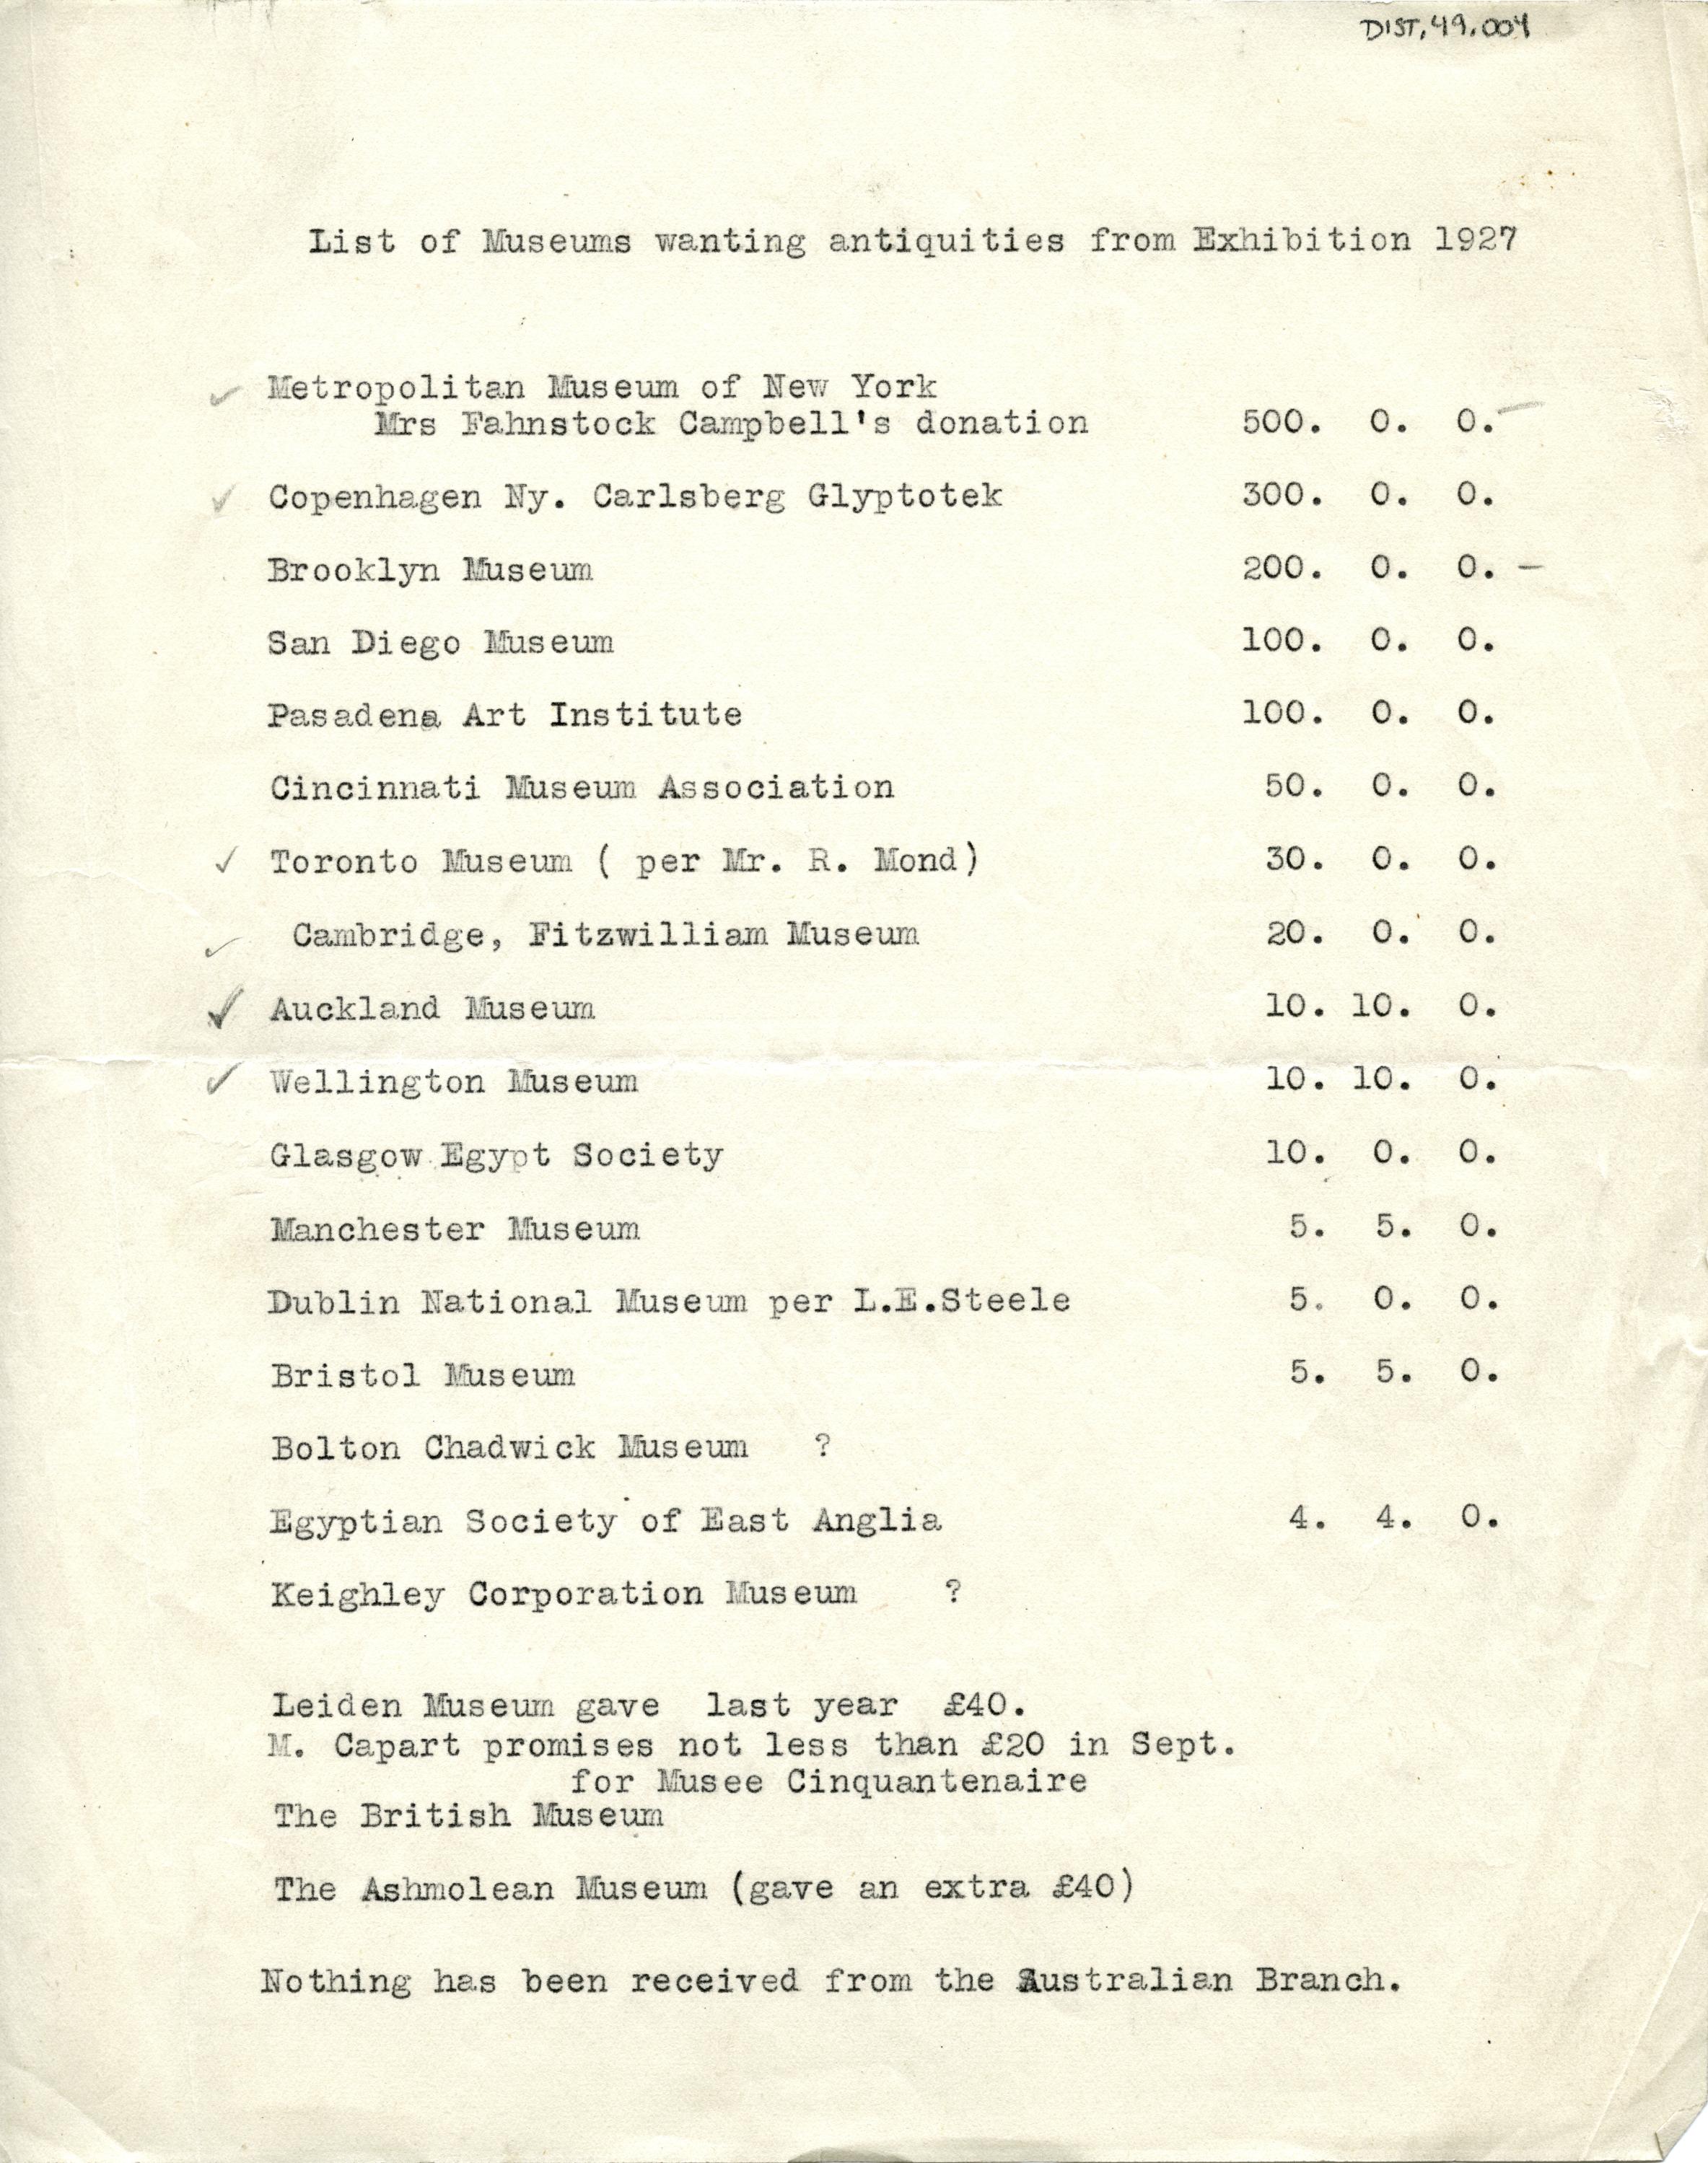 DIST.49.004
List of Museums wanting antiquities from Exhibition 1927
✓ Metropolitan Museum of New York
Mrs Fahnstock Campbell's donation 500. 0. 0.
✓ Copenhagen Ny. Carlsberg Glyptotek 300. 0. 0.
Brooklyn Museum 200. 0. 0. –
San Diego Museum 100. 0. 0.
Pasadena Art Institute 100. 0. 0.
Cincinnati Museum Association 50. 0. 0.
✓ Toronto Museum ( per Mr. R. Mond) 30. 0. 0.
✓ Cambridge, Fitzwilliam Museum 20. 0. 0.
✓ Auckland Museum 10. 10. 0.
✓ Wellington Museum 10. 10. 0.
Glasgow Egypt Society 10. 0. 0.
Manchester Museum 5. 5. 0.
Dublin National Museum per L.E.Steele 5. 0. 0.
Bristol Museum 5. 5. 0.
Bolton Chadwick Museum ?
Egyptian Society of East Anglia 4. 4. 0.
Keighley Corporation Museum ?
Leiden Museum gave last year £40.
M. Capart promises not less than £20 in Sept.
for Musee Cinquantenaire
The British Museum
The Ashmolean Museum (gave an extra £40)
Nothing has been received from the Australian Branch.